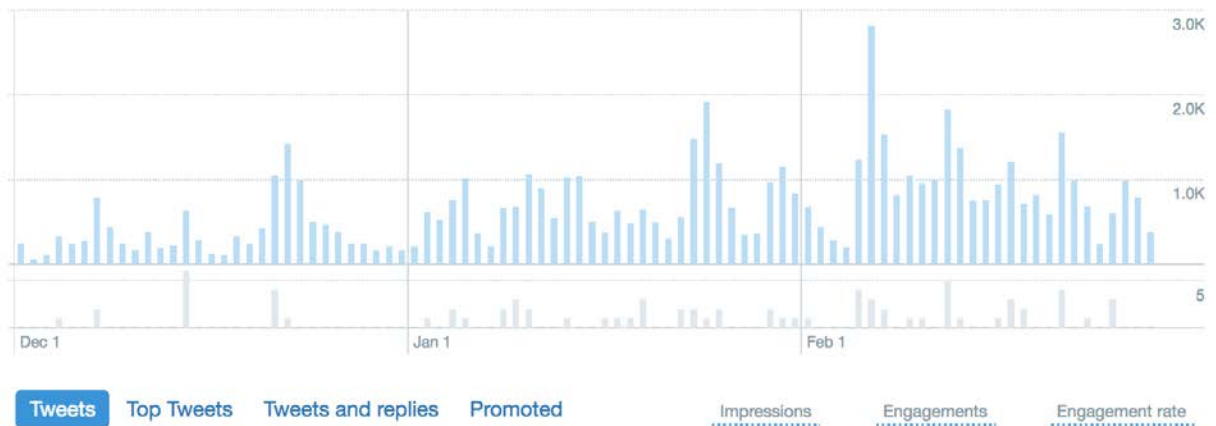 3.0K
2.0K
1.0K
5
Dec 1 Jan 1 Feb 1
Tweets Top Tweets Tweets and replies Promoted Impressions Engagements Engagement rate